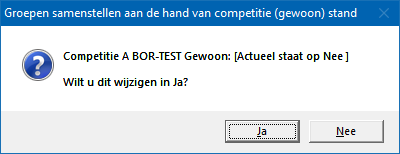 Groepen samenstellen aan de hand van competitie (gewoon) stand
Competitie A BOR-TEST Gewoon: [Actueel staat op Nee ]
Wilt u dit wijzigen in Ja?
Ja
Nee